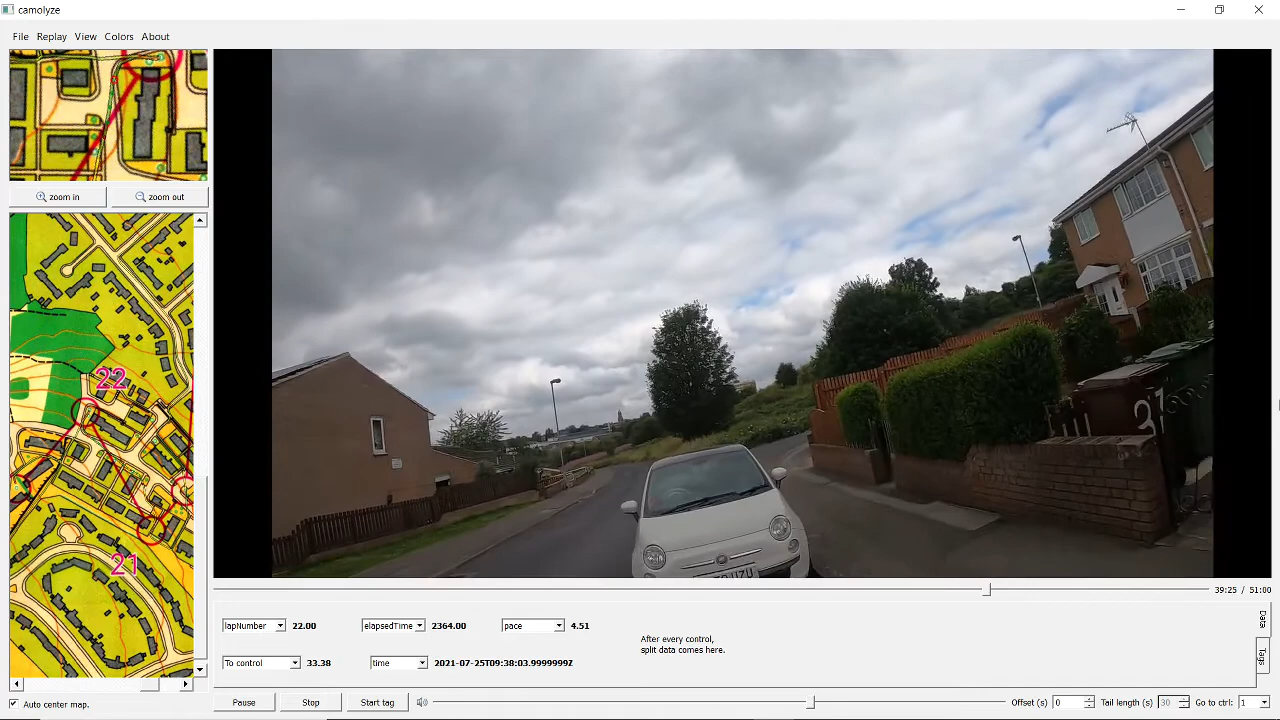 camolyze
File Replay View Colors About
zoom in zoom out
22
21
31
39:25 / 51:00
lapNumber 22.00 elapsedTime 2364.00 pace 4.51
To control 33.38 time 2021-07-25T09:38:03.9999999Z
After every control,
split data comes here.
Data
Tags
Auto center map.
Pause Stop Start tag Offset (s) 0 Tail length (s) 30 Go to ctrl: 1